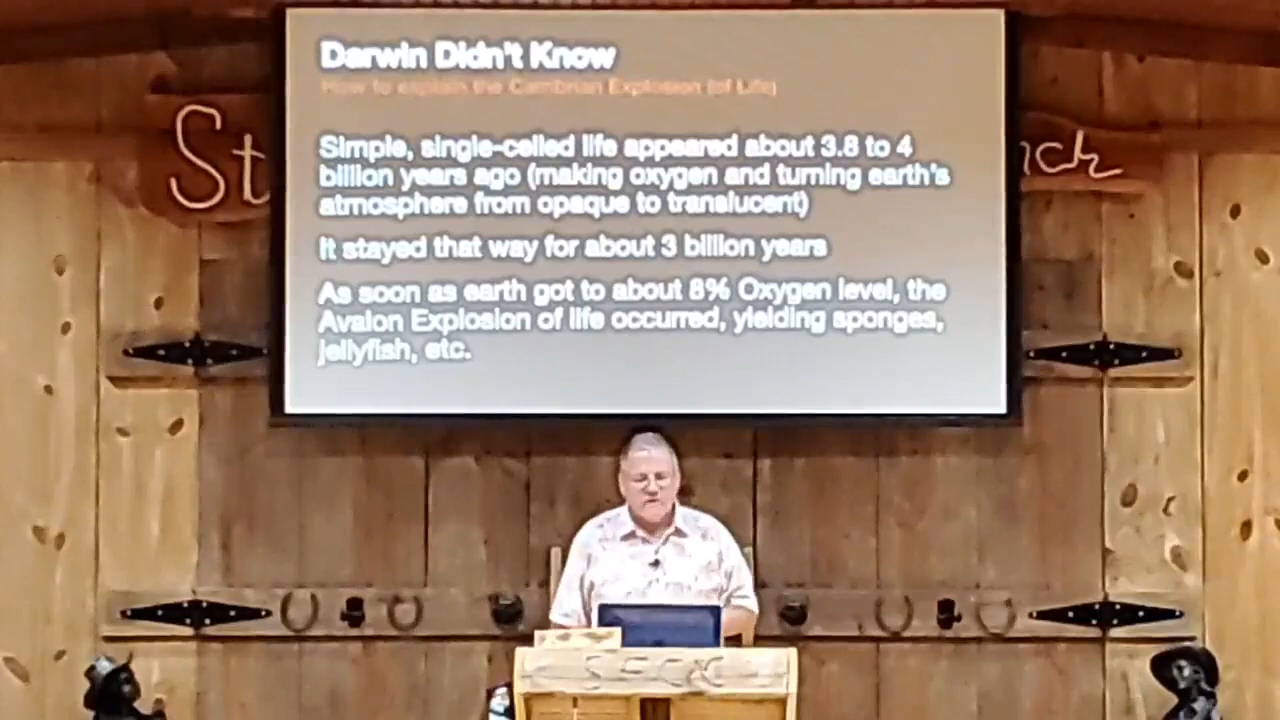 Darwin Didn't Know
How to explain the Cambrian Explosion (of Life)
Simple, single-celled life appeared about 3.8 to 4
billion years ago (making oxygen and turning earth's
atmosphere from opaque to translucent)
It stayed that way for about 3 billion years
As soon as earth got to about 8% Oxygen level, the
Avalon Explosion of life occurred, yielding sponges,
jellyfish, etc.